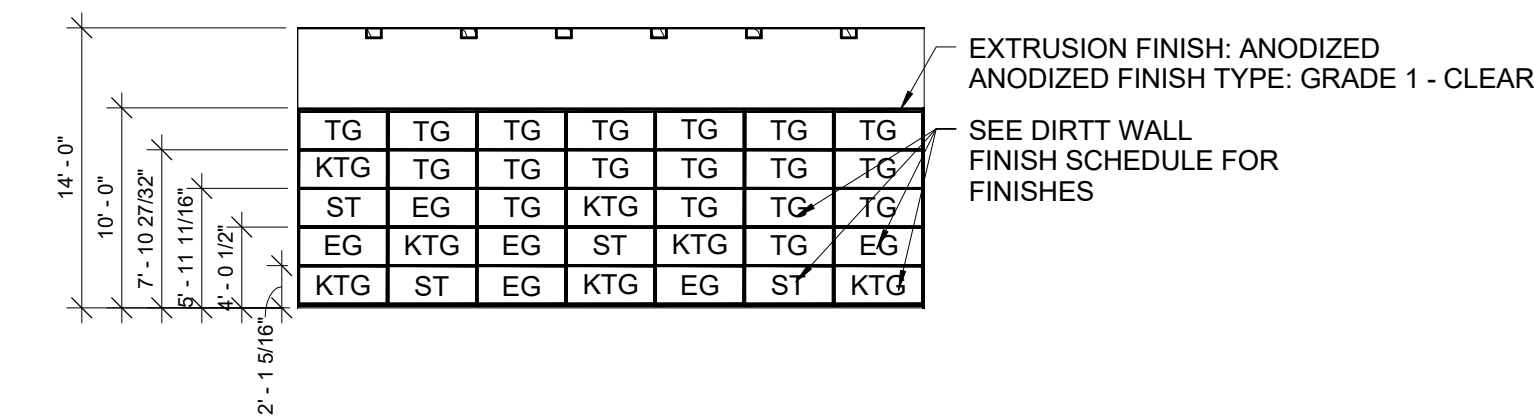 EXTRUSION FINISH: ANODIZED
ANODIZED FINISH TYPE: GRADE 1 - CLEAR
SEE DIRTT WALL
FINISH SCHEDULE FOR
FINISHES
14' - 0"
10' - 0"
7' - 10 27/32"
5' - 11 11/16"
4' - 0 1/2"
2' - 1 5/16"
TG TG TG TG TG TG TG
KTG TG TG TG TG TG TG
ST EG TG KTG TG TG TG
EG KTG EG ST KTG TG EG
KTG ST EG KTG EG ST KTG